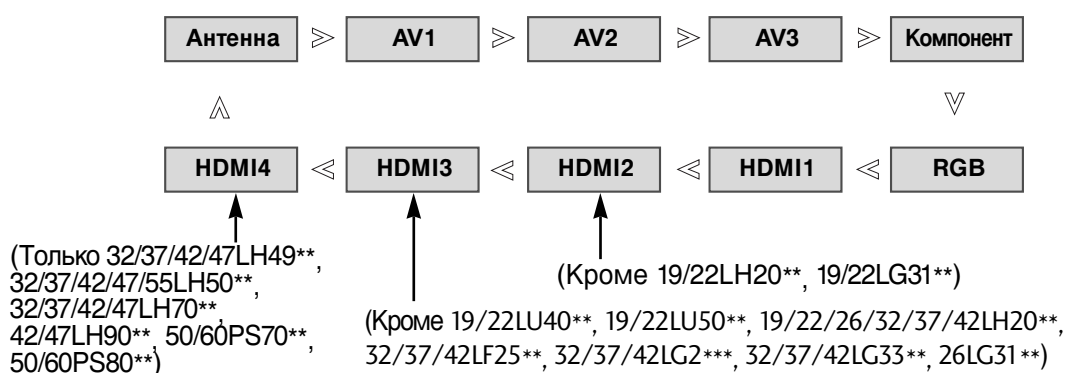 Антенна
AV1
AV2
AV3
Компонент
HDMI4
HDMI3
HDMI2
HDMI1
RGB
(Только 32/37/42/47LH49**,
32/37/42/47/55LH50**,
32/37/42/47LH70**,
42/47LH90**, 50/60PS70**,
50/60PS80**)
(Кроме 19/22LH20**, 19/22LG31**)
(Кроме 19/22LU40**, 19/22LU50**, 19/22/26/32/37/42LH20**,
32/37/42LF25**, 32/37/42LG2***, 32/37/42LG33**, 26LG31**)